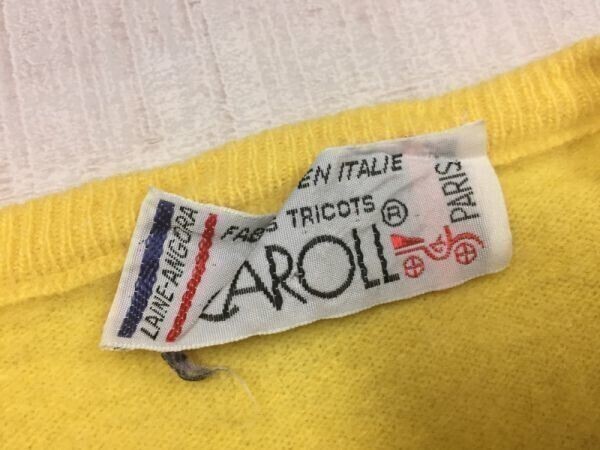 LAINE-ANGORA
EN ITALIE
TRICOTS
CAROLL®
PARIS